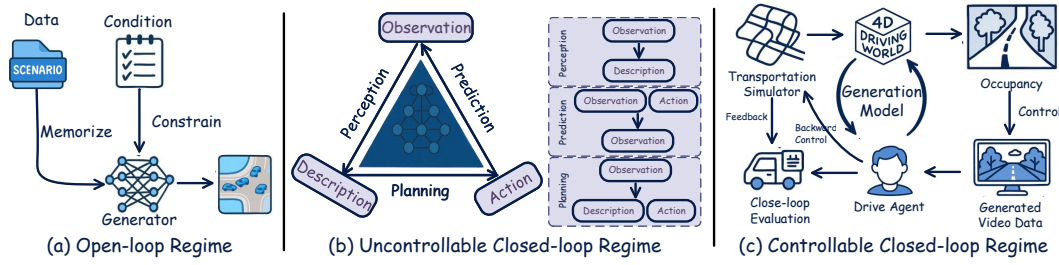 Data
Condition
SCENARIO
Memorize
Constrain
Generator
(a) Open-loop Regime
Observation
Perception
Prediction
Description
Planning
Action
Perception
Observation
Description
Prediction
Observation
Action
Observation
Planning
Observation
Description
Action
(b) Uncontrollable Closed-loop Regime
4D
DRIVING
WORLD
Transportation
Simulator
Generation
Model
Occupancy
Feedback
Backward
Control
Control
Close-loop
Evaluation
Drive Agent
Generated
Video Data
(c) Controllable Closed-loop Regime